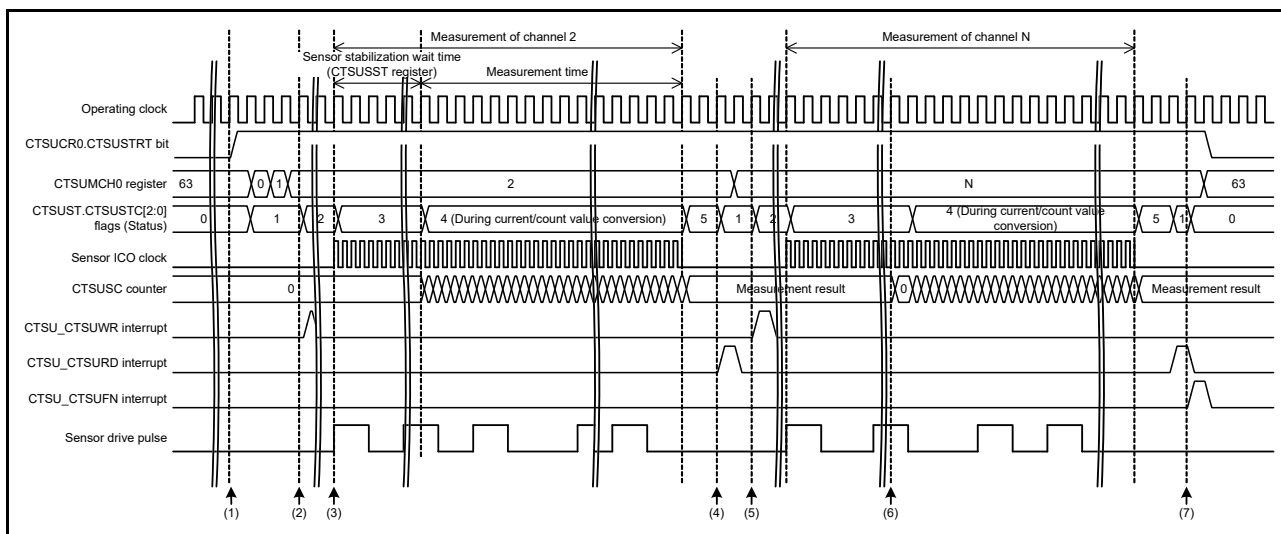 Measurement of channel 2
Measurement of channel N
Sensor stabilization wait time
(CTSUSST register)
Measurement time
Operating clock
CTSUCR0.CTSUSTRT bit
CTSUMCH0 register
63
0
1
2
N
63
CTSUST.CTSUSTC[2:0]
flags (Status)
0
1
2
3
4 (During current/count value conversion)
5
1
2
3
4 (During current/count value
conversion)
5
1
0
Sensor ICO clock
CTSUSC counter
0
Measurement result
0
Measurement result
CTSU_CTSUWR interrupt
CTSU_CTSURD interrupt
CTSU_CTSUFN interrupt
Sensor drive pulse
(1)
(2)
(3)
(4)
(5)
(6)
(7)